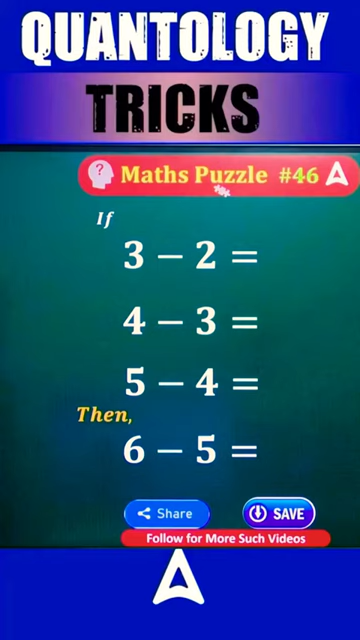 QUANTOLOGY
TRICKS
Maths Puzzle #46
If
3 − 2 =
4 − 3 =
5 − 4 =
Then,
6 − 5 =
Share
SAVE
Follow for More Such Videos